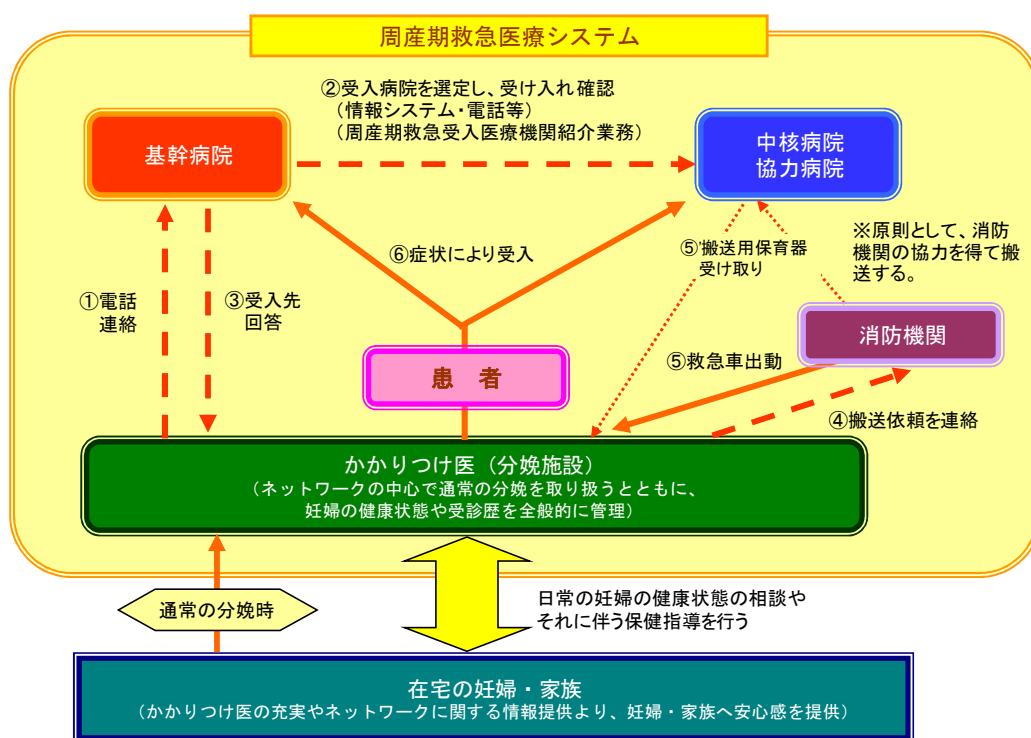 周産期救急医療システム
②受入病院を選定し、受け入れ確認
（情報システム・電話等）
（周産期救急受入医療機関紹介業務）
基幹病院
中核病院
協力病院
①電話
連絡
③受入先
回答
⑥症状により受入
⑤’搬送用保育器
受け取り
※原則として、消防
機関の協力を得て搬
送する。
消防機関
患　者
⑤救急車出動
④搬送依頼を連絡
かかりつけ医（分娩施設）
（ネットワークの中心で通常の分娩を取り扱うとともに、
妊婦の健康状態や受診歴を全般的に管理）
通常の分娩時
日常の妊婦の健康状態の相談や
それに伴う保健指導を行う
在宅の妊婦・家族
（かかりつけ医の充実やネットワークに関する情報提供より、妊婦・家族へ安心感を提供）